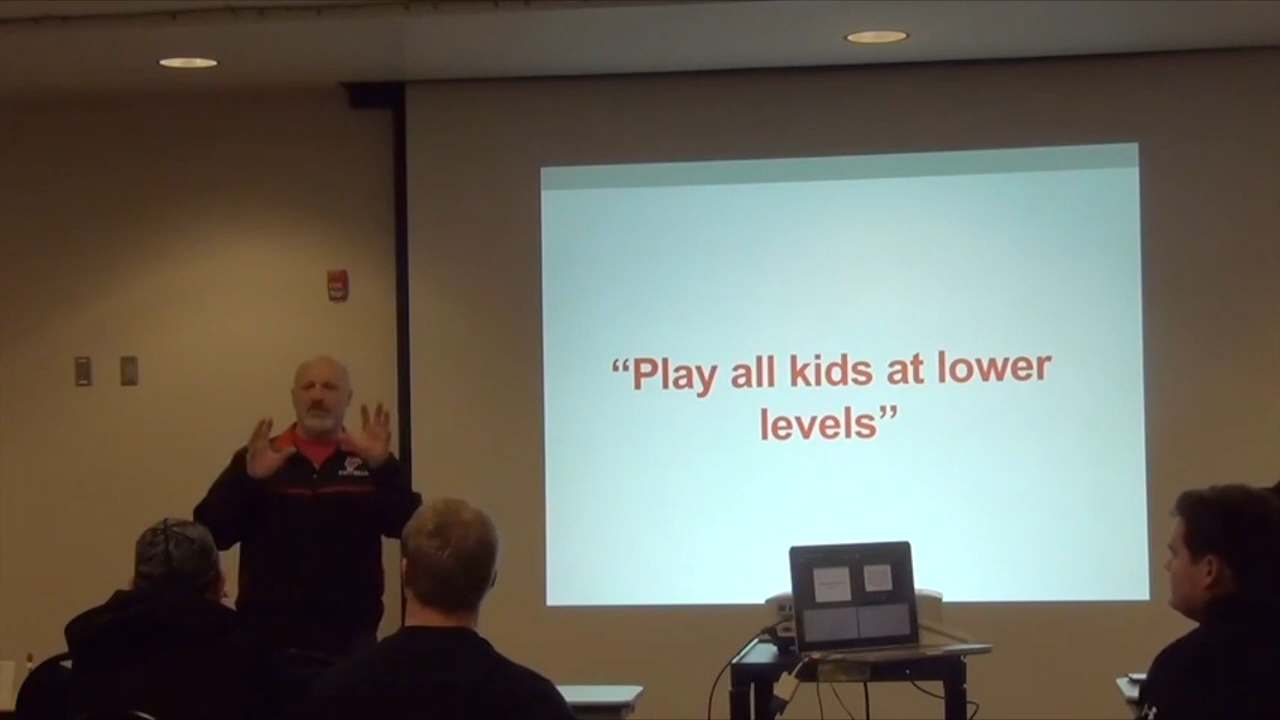 “Play all kids at lower
levels”